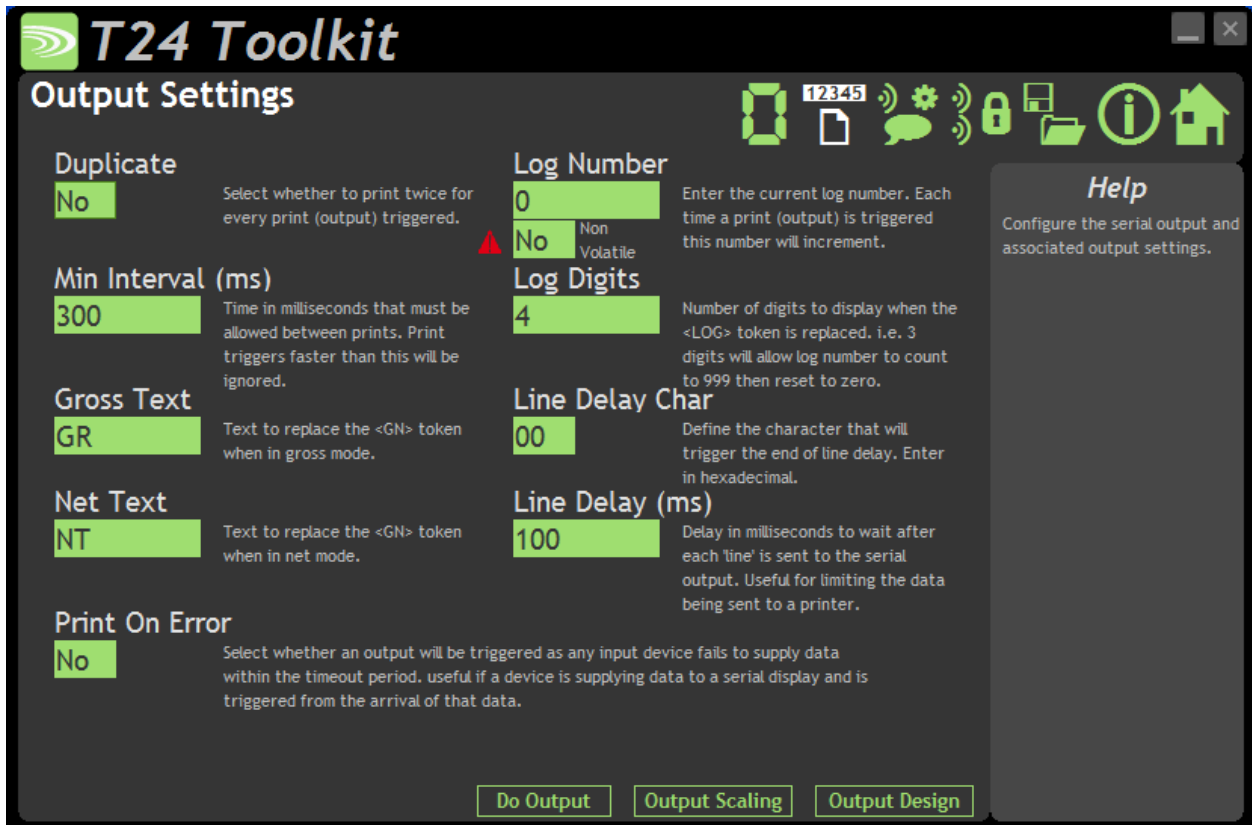 T24 Toolkit
Output Settings
12345
Duplicate
No
Select whether to print twice for
every print (output) triggered.
Log Number
0
No
Non
Volatile
Enter the current log number. Each
time a print (output) is triggered
this number will increment.
Min Interval (ms)
300
Time in milliseconds that must be
allowed between prints. Print
triggers faster than this will be
ignored.
Log Digits
4
Number of digits to display when the
<LOG> token is replaced. i.e. 3
digits will allow log number to count
to 999 then reset to zero.
Gross Text
GR
Text to replace the <GN> token
when in gross mode.
Line Delay Char
00
Define the character that will
trigger the end of line delay. Enter
in hexadecimal.
Net Text
NT
Text to replace the <GN> token
when in net mode.
Line Delay (ms)
100
Delay in milliseconds to wait after
each 'line' is sent to the serial
output. Useful for limiting the data
being sent to a printer.
Print On Error
No
Select whether an output will be triggered as any input device fails to supply data
within the timeout period. useful if a device is supplying data to a serial display and is
triggered from the arrival of that data.
Do Output
Output Scaling
Output Design
Help
Configure the serial output and
associated output settings.